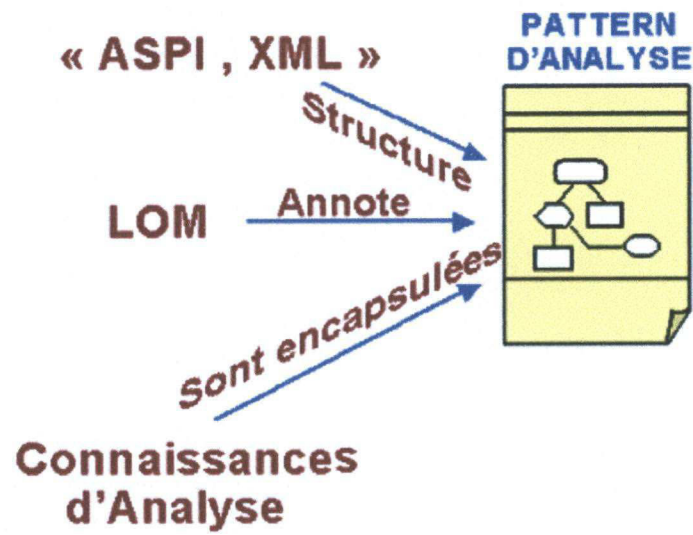 PATTERN
D'ANALYSE
« ASPI , XML »
Structure
LOM
Annote
Sont encapsulées
Connaissances
d'Analyse